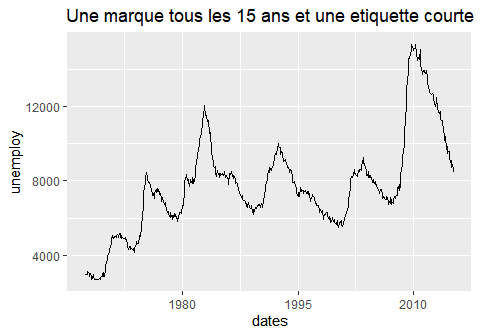 Une marque tous les 15 ans et une etiquette courte
unemploy
12000
8000
4000
1980 1995 2010
dates